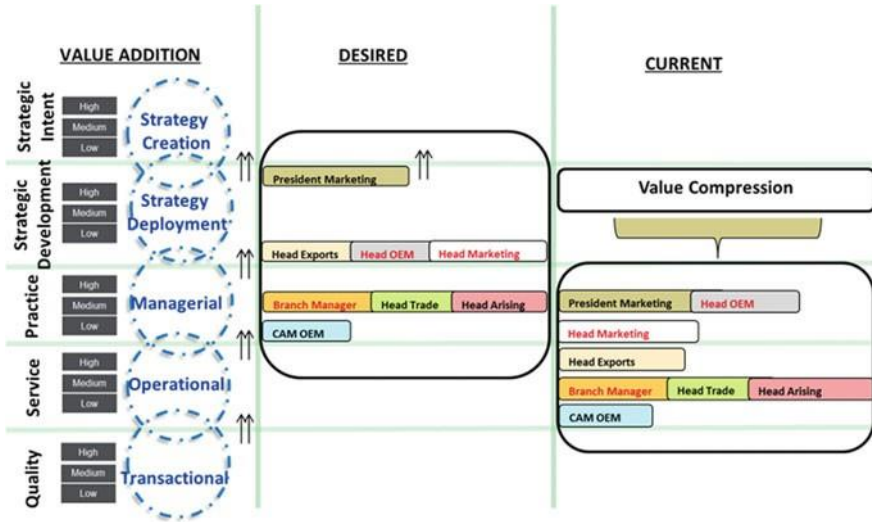 VALUE ADDITION
DESIRED
CURRENT
Strategic
Intent
High
Medium
Low
Strategy
Creation
Strategic
Development
High
Medium
Low
Strategy
Deployment
President Marketing
Value Compression
Head Exports
Head OEM
Head Marketing
Practice
High
Medium
Low
Managerial
Branch Manager
Head Trade
Head Arising
CAM OEM
President Marketing
Head OEM
Head Marketing
Service
High
Medium
Low
Operational
Head Exports
Branch Manager
Head Trade
Head Arising
CAM OEM
Quality
High
Medium
Low
Transactional